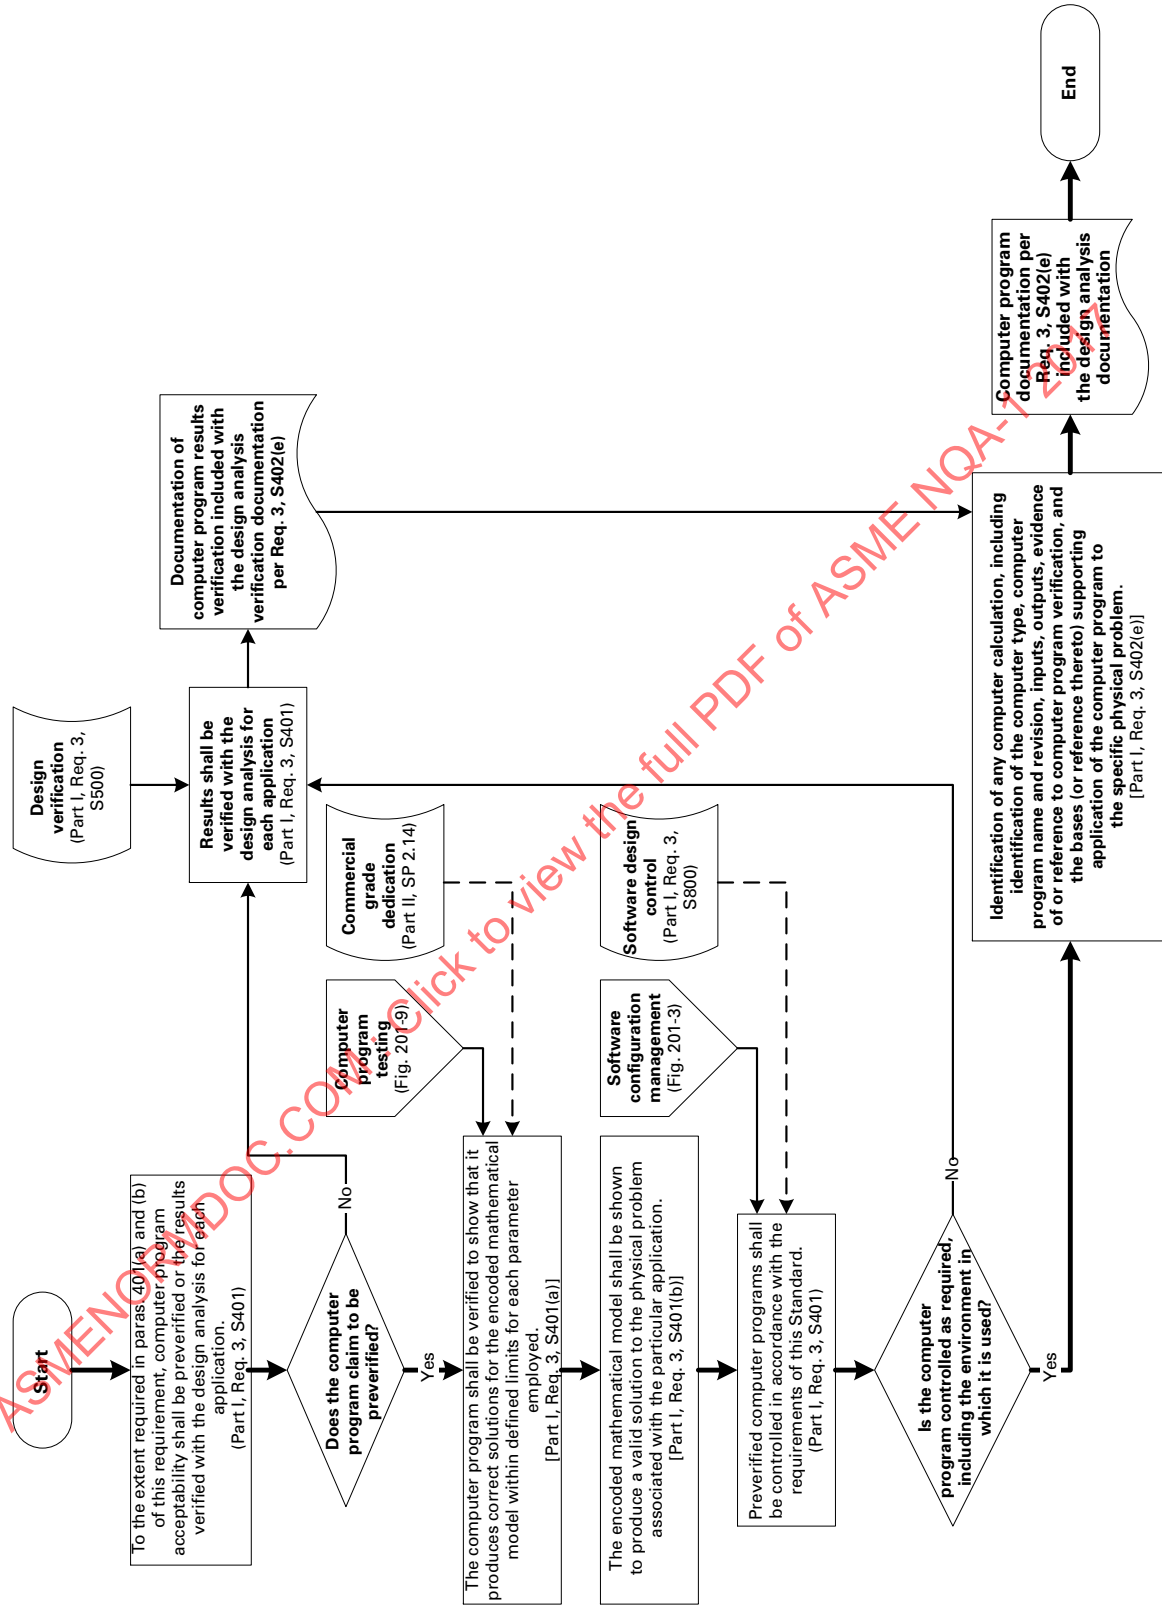 Start
To the extent required in paras. 401(a) and (b)
of this requirement, computer program
acceptability shall be preverified or the results
verified with the design analysis for each
application.
(Part I, Req. 3, S401)
Does the computer
program claim to be
preverified?
No
Yes
Design
verification
(Part I, Req. 3,
S500)
Results shall be
verified with the
design analysis for
each application
(Part I, Req. 3, S401)
Documentation of
computer program results
verification included with
the design analysis
verification documentation
per Req. 3, S402(e)
The computer program shall be verified to show that it
produces correct solutions for the encoded mathematical
model within defined limits for each parameter
employed.
[Part I, Req. 3, S401(a)]
Computer
program
testing
(Fig. 201-9)
Commercial
grade
dedication
(Part II, SP 2.14)
The encoded mathematical model shall be shown
to produce a valid solution to the physical problem
associated with the particular application.
[Part I, Req. 3, S401(b)]
Software
configuration
management
(Fig. 201-3)
Software design
control
(Part I, Req. 3,
S800)
Preverified computer programs shall
be controlled in accordance with the
requirements of this Standard.
(Part I, Req. 3, S401)
Is the computer
program controlled as required,
including the environment in
which it is used?
No
Yes
Identification of any computer calculation, including
identification of the computer type, computer
program name and revision, inputs, outputs, evidence
of or reference to computer program verification, and
the bases (or reference thereto) supporting
application of the computer program to
the specific physical problem.
[Part I, Req. 3, S402(e)]
Computer program
documentation per
Req. 3, S402(e)
included with
the design analysis
documentation
End
ASMENORMDOC.COM : Click to view the full PDF of ASME NQA-1 2017